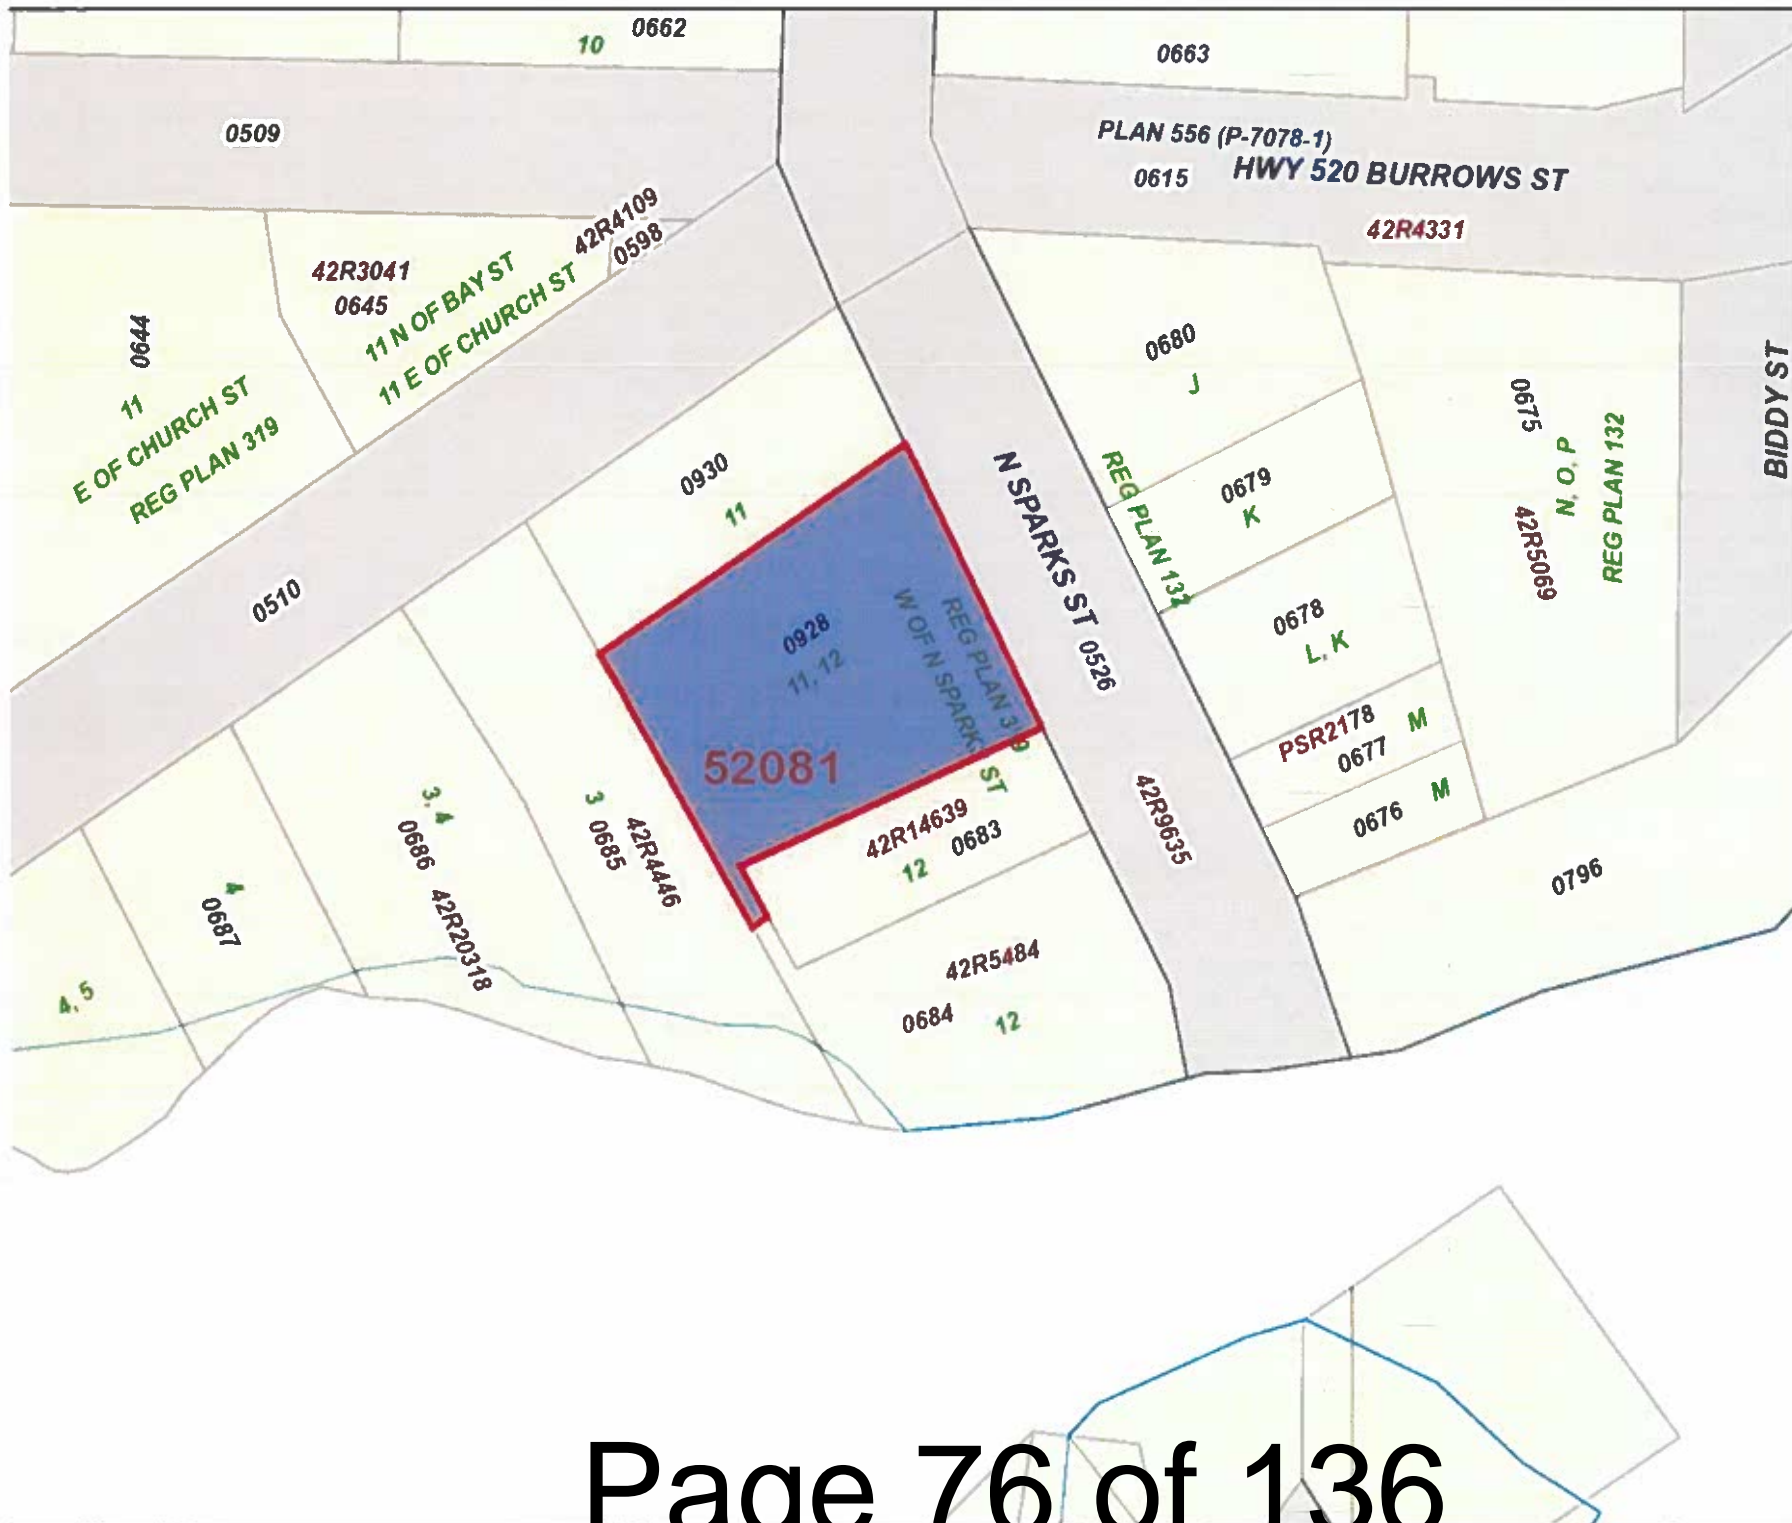 0662
10
0663
0509
PLAN 556 (P-7078-1)
HWY 520 BURROWS ST
0615
42R4331
42R4109
0598
42R3041
0645
11 N OF BAY ST
11 E OF CHURCH ST
0644
11
E OF CHURCH ST
REG PLAN 319
0680
J
0675
N, O, P
42R5069
REG PLAN 132
BIDDY ST
0930
11
N SPARKS ST
0526
REG PLAN 132
0679
K
0510
0928
11, 12
REG PLAN 319
W OF N SPARKS ST
52081
0678
L, K
PSR2178
M
0677
0676
M
3, 4
0686
42R20318
3
0685
42R4446
42R14639
0683
12
42R9635
0796
4
0687
4, 5
42R5484
0684
12
Page 76 of 136